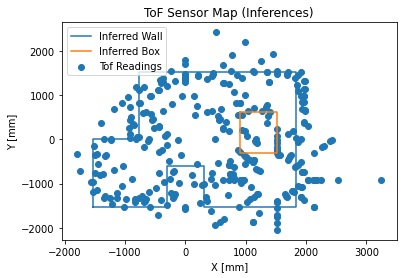 ToF Sensor Map (Inferences)
Inferred Wall
Inferred Box
Tof Readings
Y [mm]
2000
1000
0
−1000
−2000
−2000 −1000 0 1000 2000 3000
X [mm]